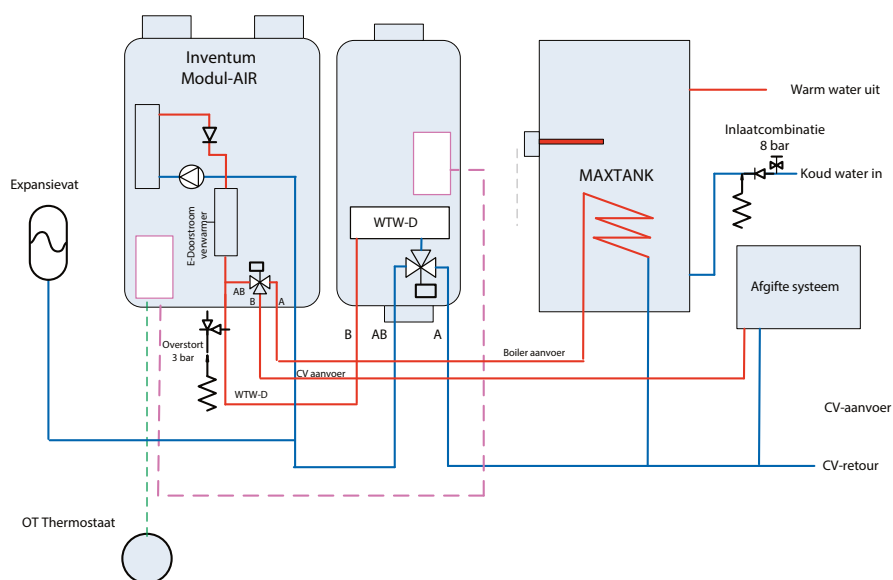 Inventum
Modul-AIR
Warm water uit
Inlaatcombinatie
8 bar
Koud water in
MAXTANK
Expansievat
E-Doorstroom
verwarmer
WTW-D
Afgifte systeem
AB
B
A
B
AB
A
Overstort
3 bar
Boiler aanvoer
CV aanvoer
WTW-D
CV-aanvoer
CV-retour
OT Thermostaat